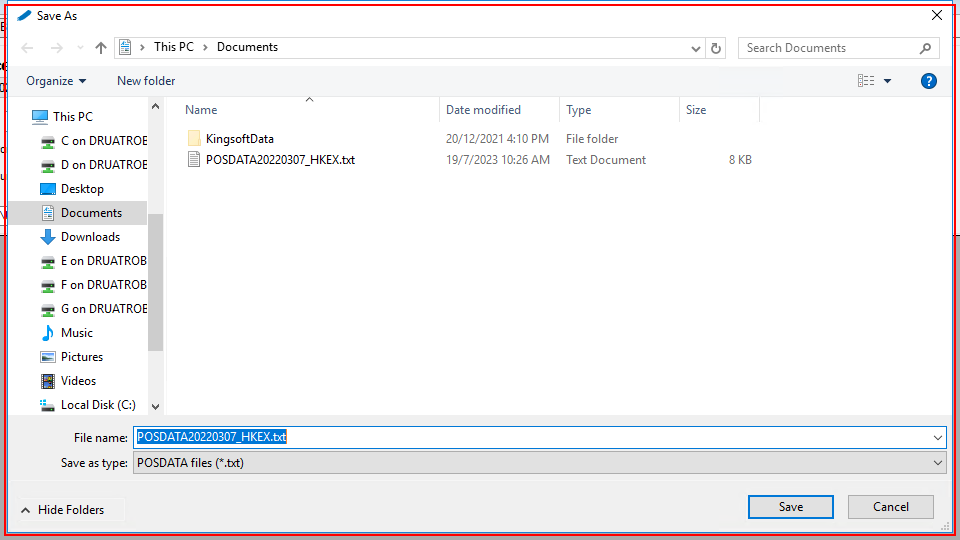 Save As
This PC
Documents
Search Documents
Organize
New folder
?
Name
Date modified
Type
Size
This PC
C on DRUATROB
D on DRUATROB
Desktop
Documents
Downloads
E on DRUATROB
F on DRUATROB
G on DRUATROB
Music
Pictures
Videos
Local Disk (C:)
KingsoftData 20/12/2021 4:10 PM File folder
POSDATA20220307_HKEX.txt 19/7/2023 10:26 AM Text Document 8 KB
File name: POSDATA20220307_HKEX.txt
Save as type: POSDATA files (*.txt)
Hide Folders
Save
Cancel